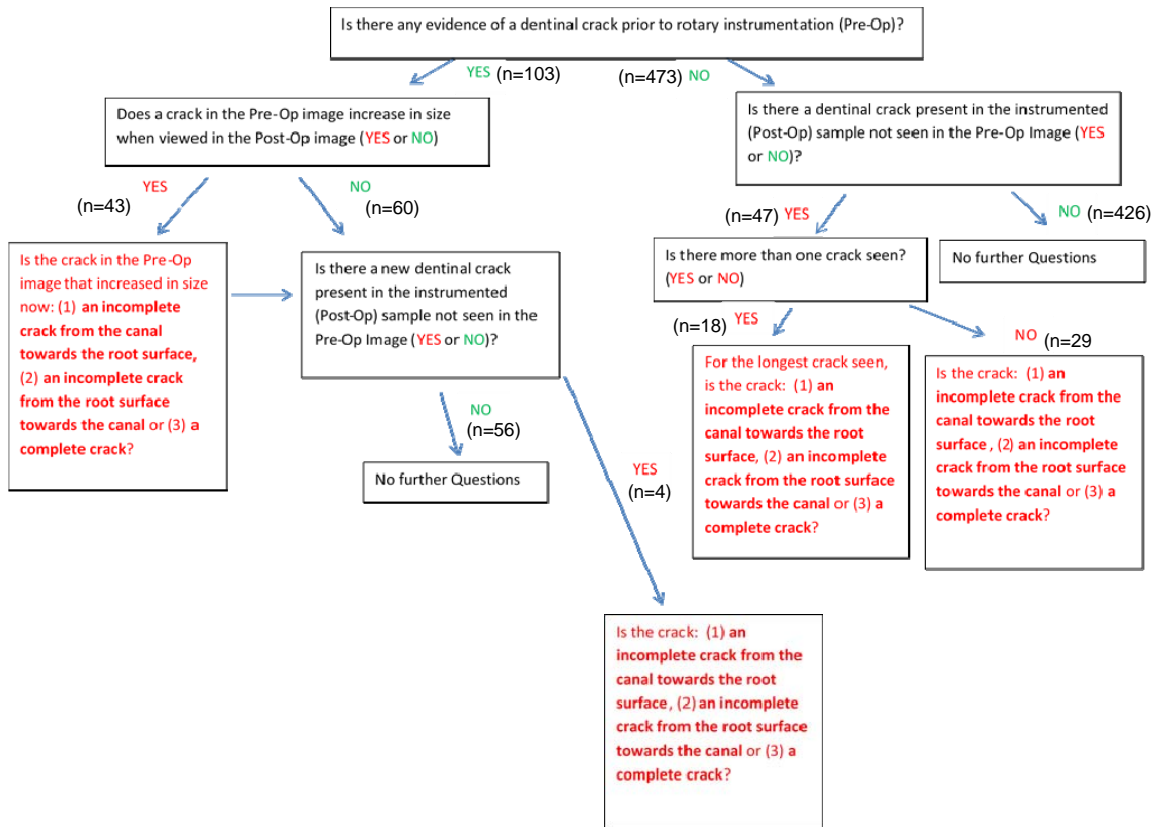 Is there any evidence of a dentinal crack prior to rotary instrumentation (Pre-Op)?
YES (n=103)
(n=473) NO
Does a crack in the Pre-Op image increase in size
when viewed in the Post-Op image (YES or NO)
Is there a dentinal crack present in the instrumented
(Post-Op) sample not seen in the Pre-Op Image (YES
or NO)?
YES
(n=43)
NO
(n=60)
(n=47) YES
NO (n=426)
Is the crack in the Pre-Op
image that increased in size
now: (1) an incomplete
crack from the canal
towards the root surface,
(2) an incomplete crack
from the root surface
towards the canal or (3) a
complete crack?
Is there a new dentinal crack
present in the instrumented
(Post-Op) sample not seen in the
Pre-Op Image (YES or NO)?
Is there more than one crack seen?
(YES or NO)
No further Questions
(n=18) YES
NO (n=29
For the longest crack seen,
is the crack: (1) an
incomplete crack from the
canal towards the root
surface, (2) an incomplete
crack from the root surface
towards the canal or (3) a
complete crack?
Is the crack: (1) an
incomplete crack from the
canal towards the root
surface , (2) an incomplete
crack from the root surface
towards the canal or (3) a
complete crack?
NO
(n=56)
No further Questions
YES
(n=4)
Is the crack: (1) an
incomplete crack from the
canal towards the root
surface, (2) an incomplete
crack from the root surface
towards the canal or (3) a
complete crack?